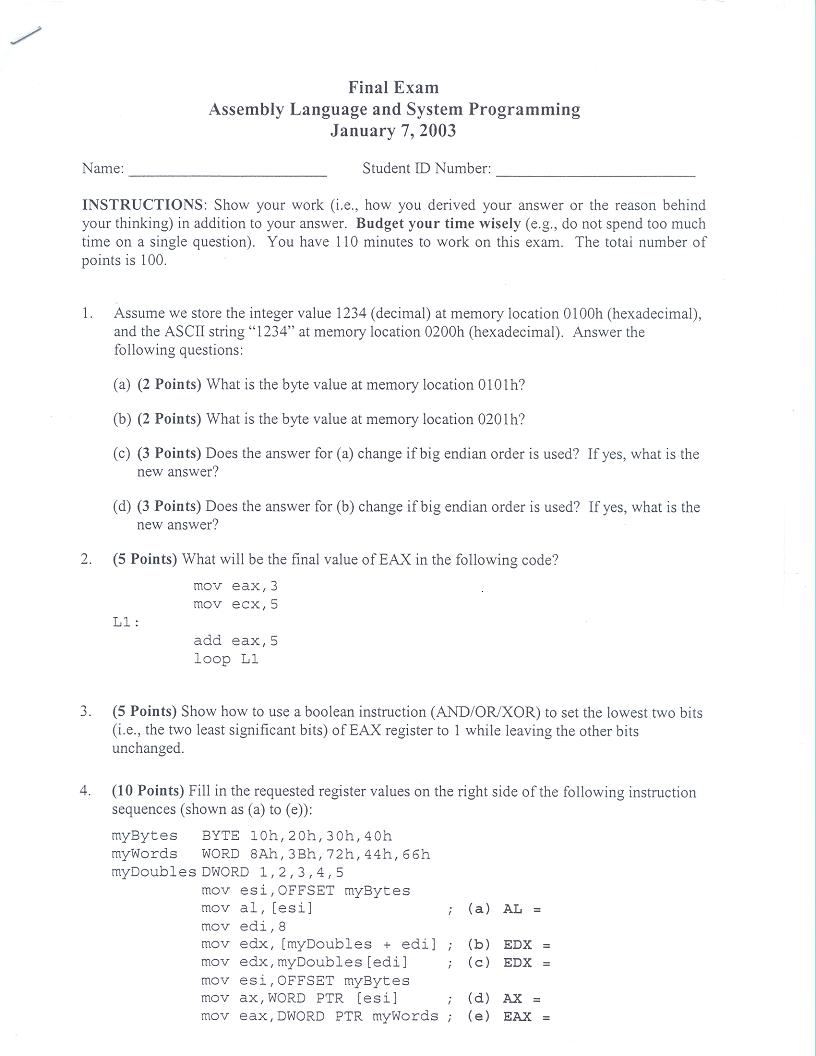 Final Exam
Assembly Language and System Programming
January 7, 2003
Name: ____________________ Student ID Number: ____________________
INSTRUCTIONS: Show your work (i.e., how you derived your answer or the reason behind
your thinking) in addition to your answer. Budget your time wisely (e.g., do not spend too much
time on a single question). You have 110 minutes to work on this exam. The total number of
points is 100.
1. Assume we store the integer value 1234 (decimal) at memory location 0100h (hexadecimal),
and the ASCII string “1234” at memory location 0200h (hexadecimal). Answer the
following questions:
(a) (2 Points) What is the byte value at memory location 0101h?
(b) (2 Points) What is the byte value at memory location 0201h?
(c) (3 Points) Does the answer for (a) change if big endian order is used? If yes, what is the
new answer?
(d) (3 Points) Does the answer for (b) change if big endian order is used? If yes, what is the
new answer?
2. (5 Points) What will be the final value of EAX in the following code?
mov eax,3
mov ecx,5
L1:
add eax,5
loop L1
3. (5 Points) Show how to use a boolean instruction (AND/OR/XOR) to set the lowest two bits
(i.e., the two least significant bits) of EAX register to 1 while leaving the other bits
unchanged.
4. (10 Points) Fill in the requested register values on the right side of the following instruction
sequences (shown as (a) to (e)):
myBytes BYTE 10h,20h,30h,40h
myWords WORD 8Ah,3Bh,72h,44h,66h
myDoubles DWORD 1,2,3,4,5
mov esi,OFFSET myBytes
mov al,[esi] ; (a) AL =
mov edi,8
mov edx,[myDoubles + edi] ; (b) EDX =
mov edx,myDoubles[edi] ; (c) EDX =
mov esi,OFFSET myBytes
mov ax,WORD PTR [esi] ; (d) AX =
mov eax,DWORD PTR myWords ; (e) EAX =